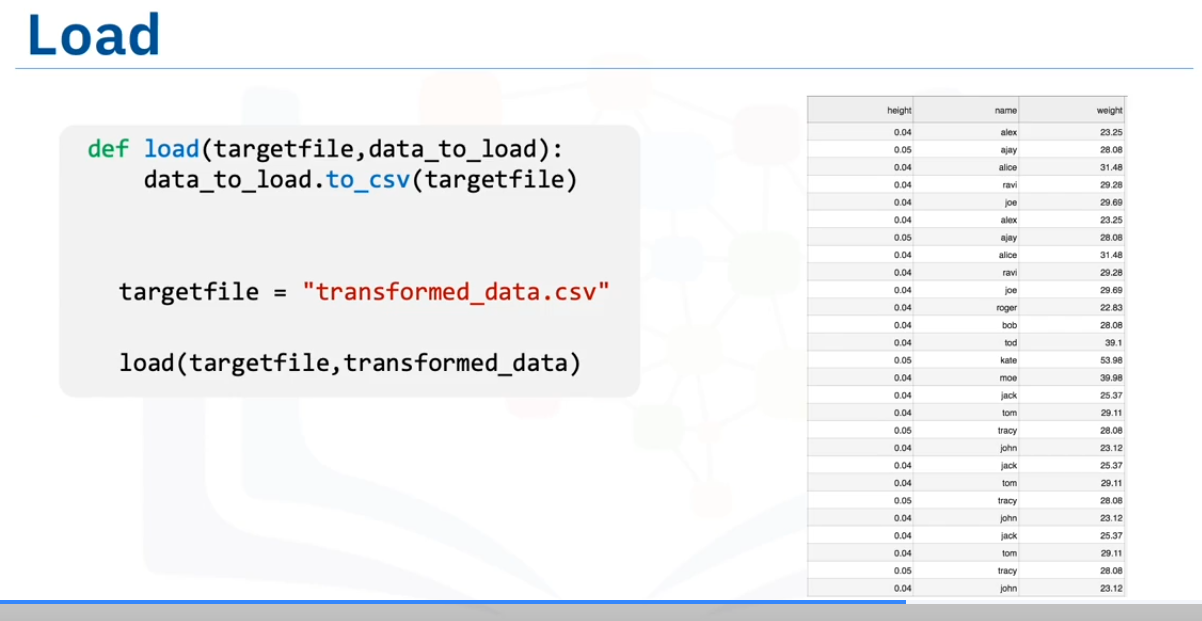 Load
def load(targetfile,data_to_load):
data_to_load.to_csv(targetfile)
targetfile = "transformed_data.csv"
load(targetfile,transformed_data)
height name weight
0.04 alex 23.25
0.05 ajay 28.08
0.04 alice 31.48
0.04 ravi 29.28
0.04 joe 29.69
0.04 alex 23.25
0.05 ajay 28.08
0.04 alice 31.48
0.04 ravi 29.28
0.04 joe 29.69
0.04 roger 22.83
0.04 bob 28.08
0.04 tod 39.1
0.05 kate 53.98
0.04 moe 39.98
0.04 jack 25.37
0.04 tom 29.11
0.05 tracy 28.08
0.04 john 23.12
0.04 jack 25.37
0.04 tom 29.11
0.05 tracy 28.08
0.04 john 23.12
0.04 jack 25.37
0.04 tom 29.11
0.05 tracy 28.08
0.04 john 23.12